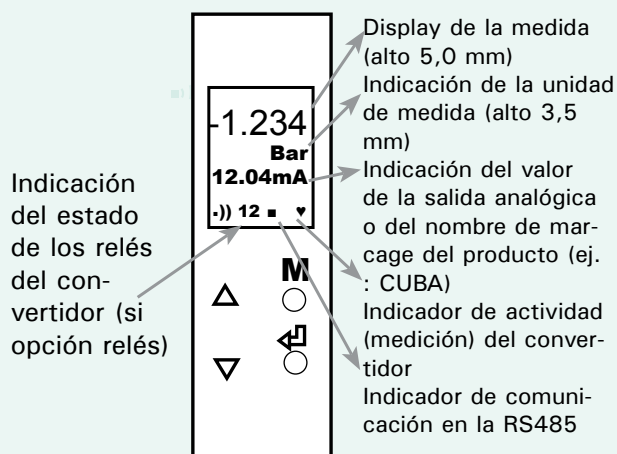 Indicación
del estado
de los relés
del con-
vertidor (si
opción relés)
-1.234
Bar
12.04mA
.)) 12 ■ ♥
M
Display de la medida
(alto 5,0 mm)
Indicación de la unidad
de medida (alto 3,5
mm)
Indicación del valor
de la salida analógica
o del nombre de mar-
cage del producto (ej.
: CUBA)
Indicador de actividad
(medición) del conver-
tidor
Indicador de comuni-
cación en la RS485